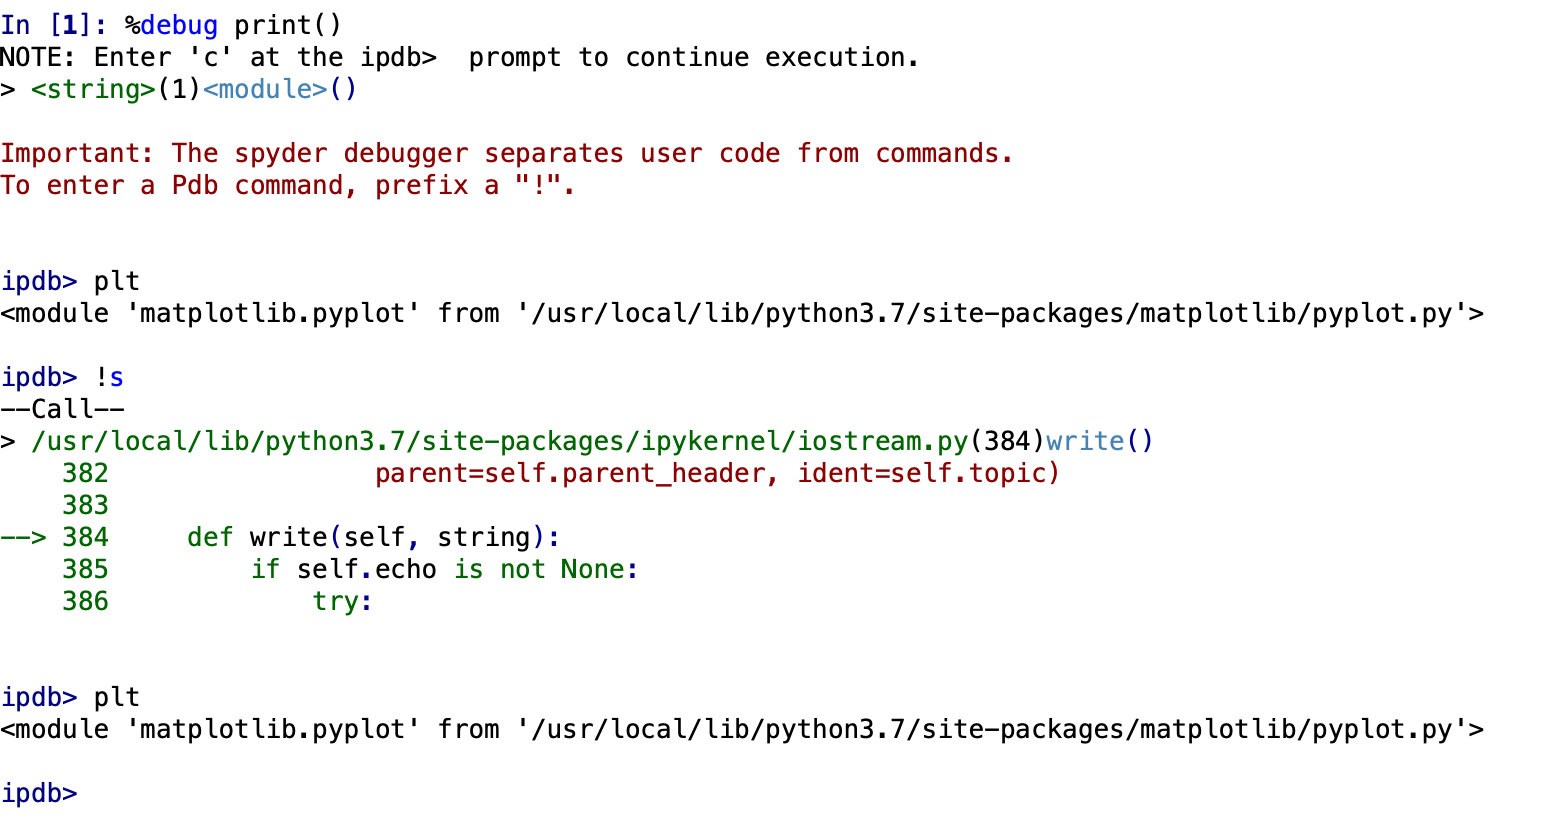 In [1]: %debug print()
NOTE: Enter 'c' at the ipdb>  prompt to continue execution.
> <string>(1)<module>()
Important: The spyder debugger separates user code from commands.
To enter a Pdb command, prefix a "!".
ipdb> plt
<module 'matplotlib.pyplot' from '/usr/local/lib/python3.7/site-packages/matplotlib/pyplot.py'>
ipdb> !s
--Call--
> /usr/local/lib/python3.7/site-packages/ipykernel/iostream.py(384)write()
    382                 parent=self.parent_header, ident=self.topic)
    383
--> 384     def write(self, string):
    385         if self.echo is not None:
    386             try:
ipdb> plt
<module 'matplotlib.pyplot' from '/usr/local/lib/python3.7/site-packages/matplotlib/pyplot.py'>
ipdb>